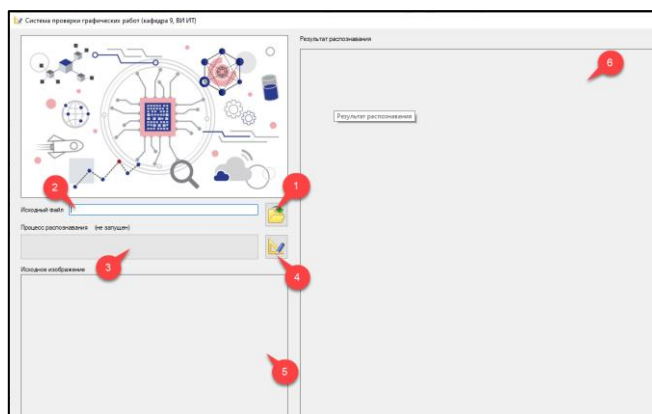 Система проверки графических работ (кафедра 9, ВИ ИТ)
Результат распознавания
6
Результат распознавания
1
2
Исходный файл
Процесс распознавания (не запущен)
3
4
Исходное изображение
5